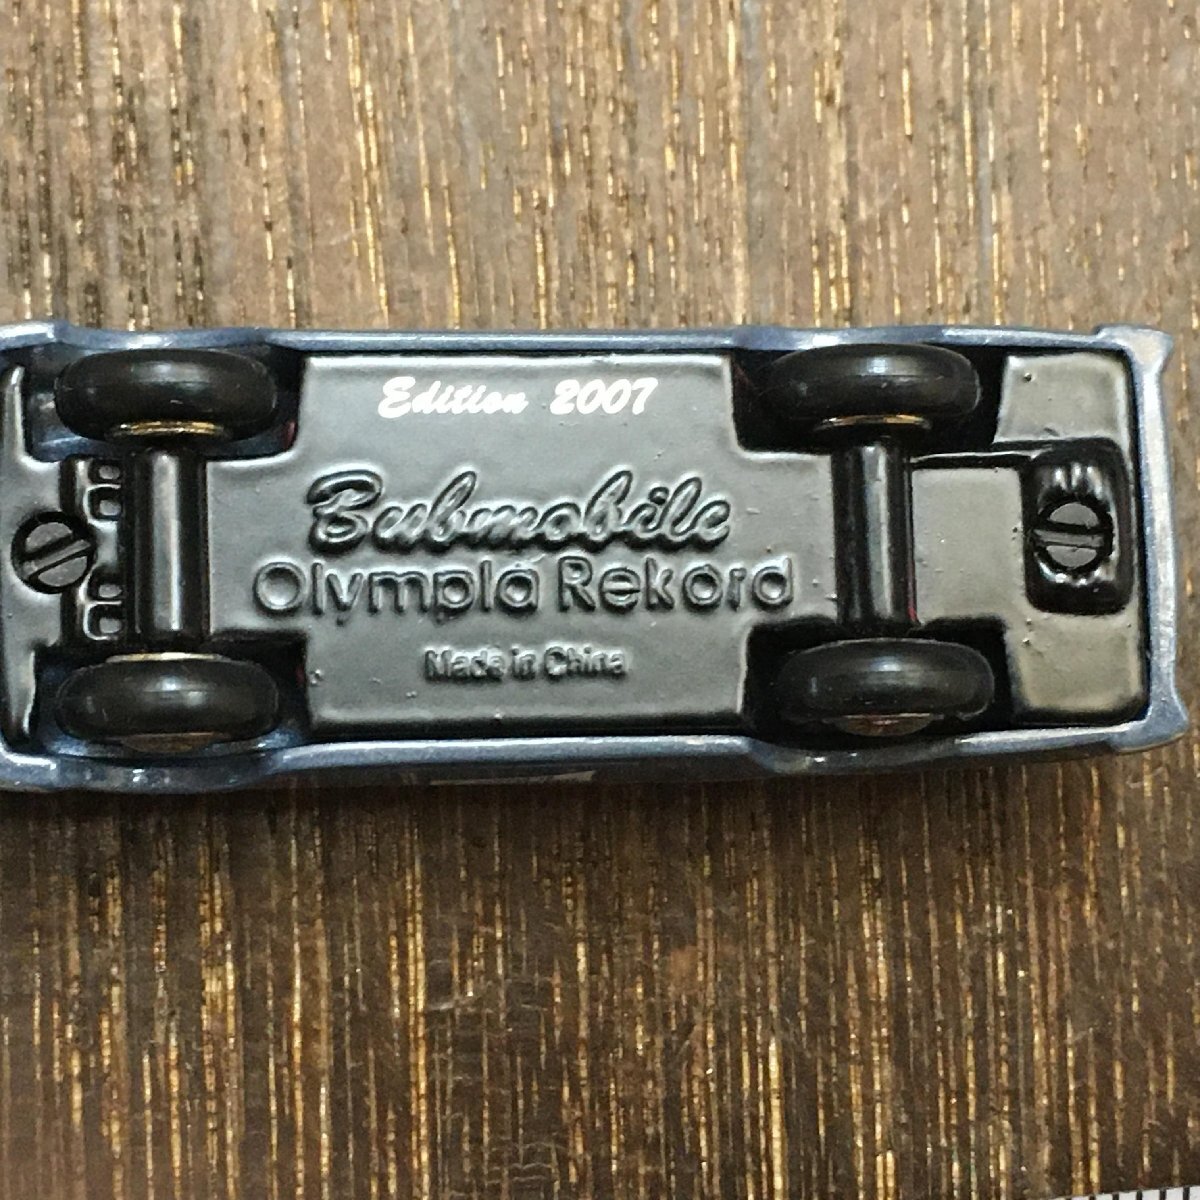 Edition 2007
Bubmobile
Olympia Rekord
Made in China